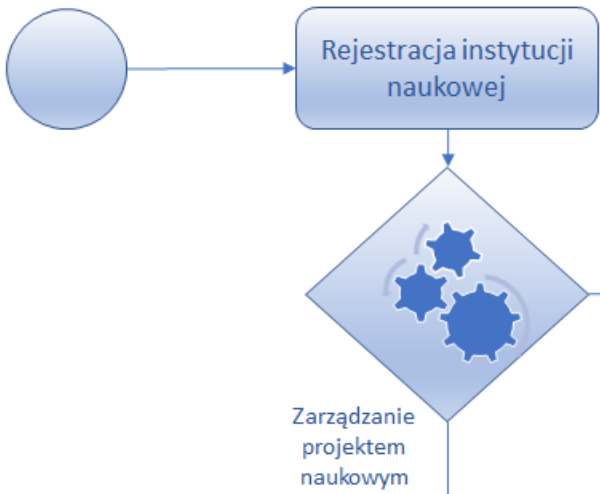 Rejestracja instytucji
naukowej
Zarządzanie
projektem
naukowym